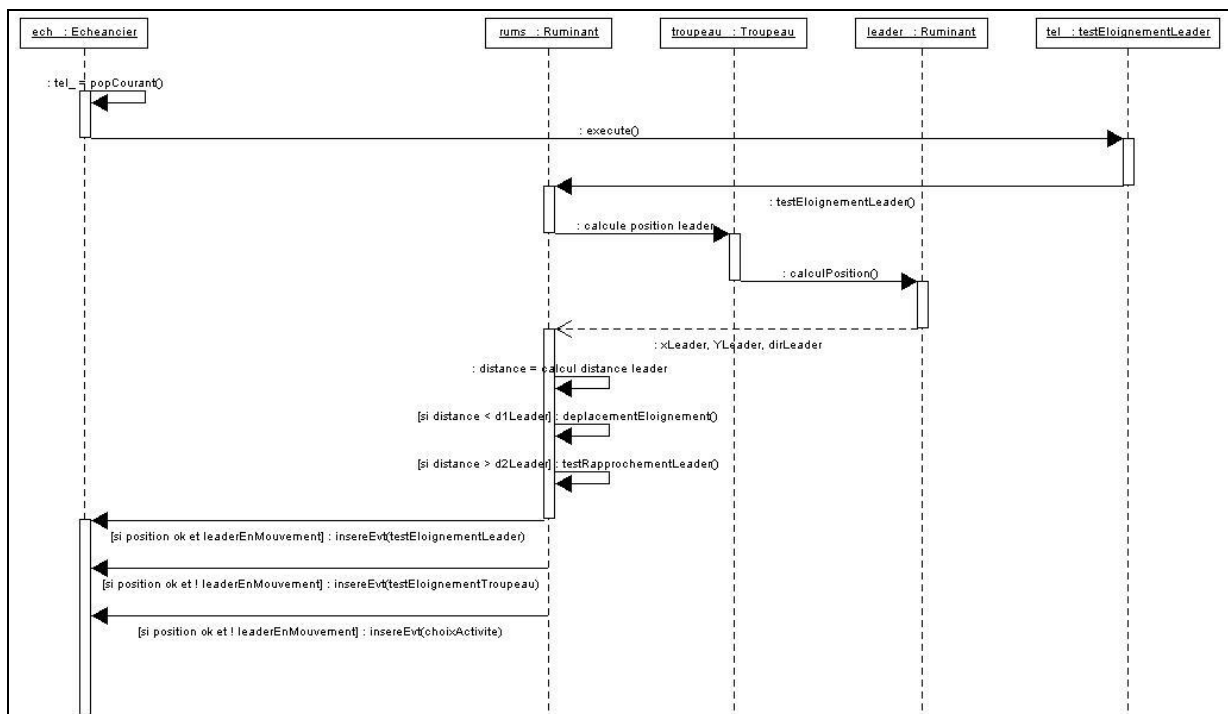 ech : Echeancier
rums : Ruminant
troupeau : Troupeau
leader : Ruminant
tel : testEloignementLeader
: tel_ = popCourant()
: execute()
: testEloignementLeader()
: calcule position leader
: calculPosition()
: xLeader, YLeader, dirLeader
: distance = calcul distance leader
[si distance < d1Leader] : deplacementEloignement()
[si distance > d2Leader] : testRapprochementLeader()
[si position ok et leaderEnMouvement] : insereEvt(testEloignementLeader)
[si position ok et ! leaderEnMouvement] : insereEvt(testEloignementTroupeau)
[si position ok et ! leaderEnMouvement] : insereEvt(choixActivite)